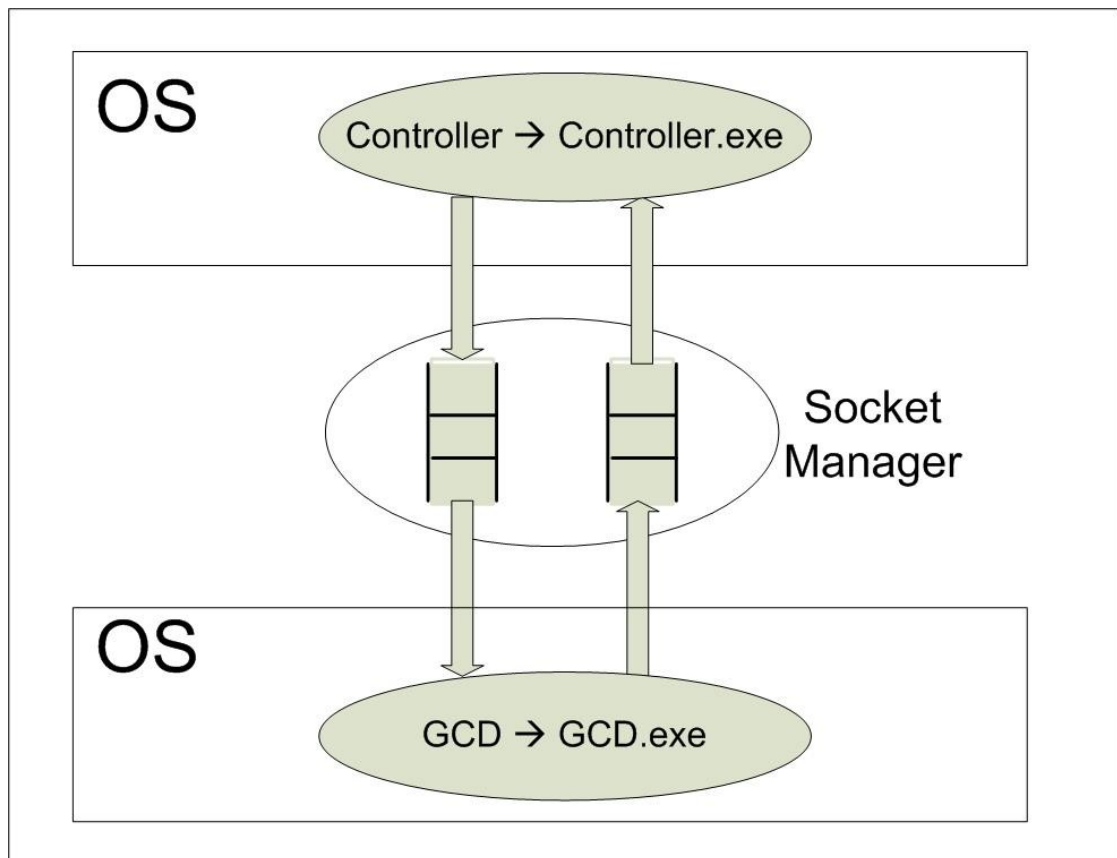 OS
Controller → Controller.exe
Socket
Manager
OS
GCD → GCD.exe